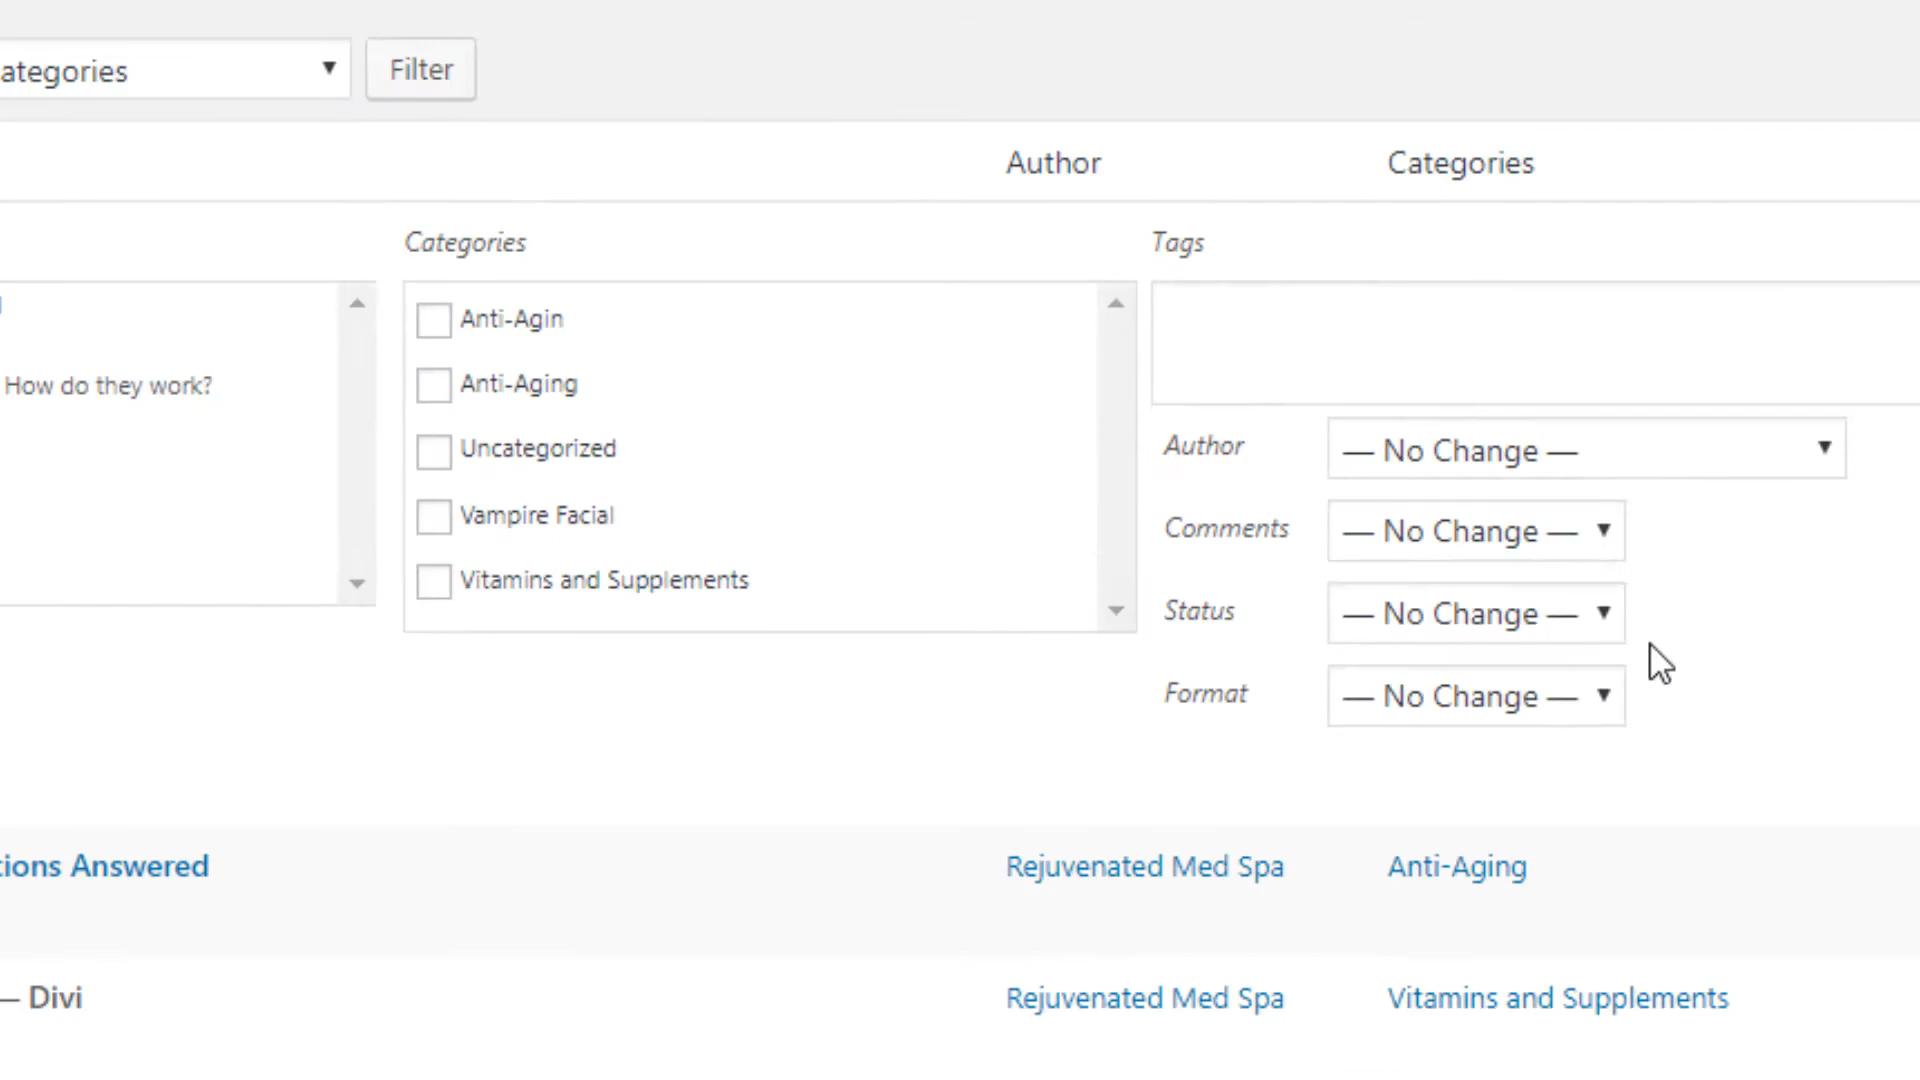 ategories
Filter
Author Categories
Categories
Tags
Anti-Agin
Anti-Aging
Uncategorized
Vampire Facial
Vitamins and Supplements
How do they work?
Author — No Change —
Comments — No Change —
Status — No Change —
Format — No Change —
tions Answered Rejuvenated Med Spa Anti-Aging
— Divi Rejuvenated Med Spa Vitamins and Supplements